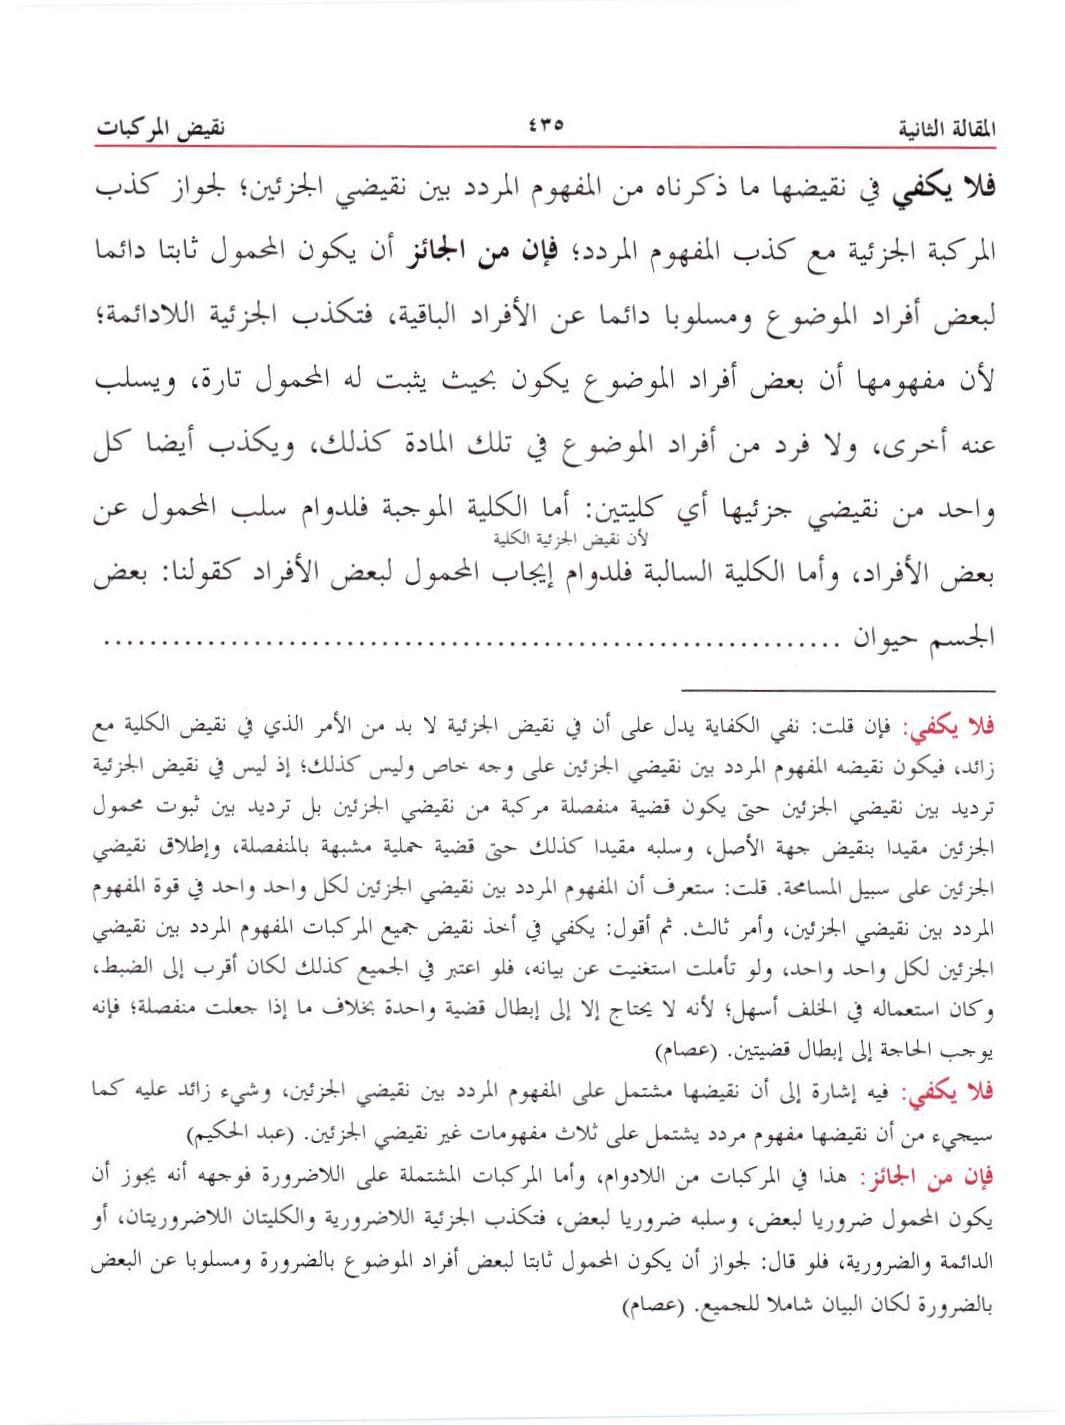 المقالة الثانية ٤٣٥ نقيض المركبات
فلا يكفي في نقيضها ما ذكرناه من المفهوم المردد بين نقيضي الجزئين؛ لجواز كذب
المركبة الجزئية مع كذب المفهوم المردد؛ فإن من الجائز أن يكون المحمول ثابتا دائما
لبعض أفراد الموضوع ومسلوبا دائما عن الأفراد الباقية، فتكذب الجزئية اللادائمة؛
لأن مفهومها أن بعض أفراد الموضوع يكون بحيث يثبت له المحمول تارة، ويسلب
عنه أخرى، ولا فرد من أفراد الموضوع في تلك المادة كذلك، ويكذب أيضا كل
واحد من نقيضي جزئيها أي كليتين: أما الكلية الموجبة فلدوام سلب المحمول عن
لأن نقيض الجزئية الكلية
بعض الأفراد، وأما الكلية السالبة فلدوام إيجاب المحمول لبعض الأفراد كقولنا: بعض
الجسم حيوان ................................................................
فلا يكفي: فإن قلت: نفي الكفاية يدل على أن في نقيض الجزئية لا بد من الأمر الذي في نقيض الكلية مع
زائد، فيكون نقيضه المفهوم المردد بين نقيضي الجزئين على وجه خاص وليس كذلك؛ إذ ليس في نقيض الجزئية
ترديد بين نقيضي الجزئين حتى يكون قضية منفصلة مركبة من نقيضي الجزئين بل ترديد بين ثبوت محمول
الجزئين مقيدا بنقيض جهة الأصل، وسلبه مقيدا كذلك حتى قضية حملية مشبهة بالمنفصلة، وإطلاق نقيضي
الجزئين على سبيل المسامحة. قلت: ستعرف أن المفهوم المردد بين نقيضي الجزئين لكل واحد واحد في قوة المفهوم
المردد بين نقيضي الجزئين، وأمر ثالث. ثم أقول: يكفي في أخذ نقيض جميع المركبات المفهوم المردد بين نقيضي
الجزئين لكل واحد واحد، ولو تأملت استغنيت عن بيانه، فلو اعتبر في الجميع كذلك لكان أقرب إلى الضبط،
وكان استعماله في الخلف أسهل؛ لأنه لا يحتاج إلا إلى إبطال قضية واحدة بخلاف ما إذا جعلت منفصلة؛ فإنه
يوجب الحاجة إلى إبطال قضيتين. (عصام)
فلا يكفي: فيه إشارة إلى أن نقيضها مشتمل على المفهوم المردد بين نقيضي الجزئين، وشيء زائد عليه كما
سيجيء من أن نقيضها مفهوم مردد يشتمل على ثلاث مفهومات غير نقيضي الجزئين. (عبد الحكيم)
فإن من الجائز: هذا في المركبات من اللادوام، وأما المركبات المشتملة على اللاضرورة فوجهه أنه يجوز أن
يكون المحمول ضروريا لبعض، وسلبه ضروريا لبعض، فتكذب الجزئية اللاضرورية والكليتان اللاضروريتان، أو
الدائمة والضرورية، فلو قال: لجواز أن يكون المحمول ثابتا لبعض أفراد الموضوع بالضرورة ومسلوبا عن البعض
بالضرورة لكان البيان شاملا للجميع. (عصام)